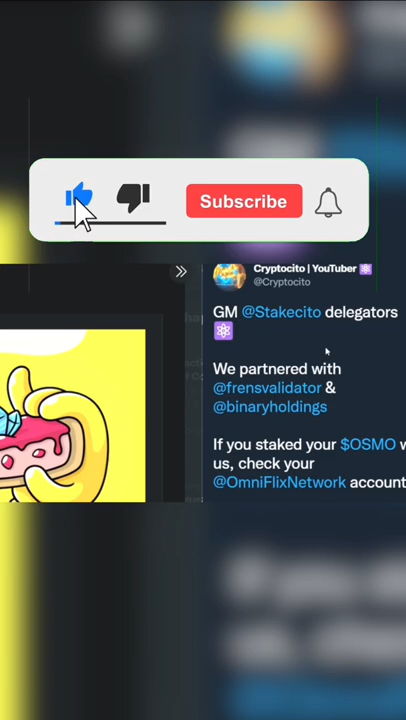 Subscribe
Cryptocito | YouTuber ⚛
@Cryptocito
GM @Stakecito delegators
⚛
We partnered with
@frensvalidator &
@binaryholdings
If you staked your $OSMO w
us, check your
@OmniFlixNetwork account